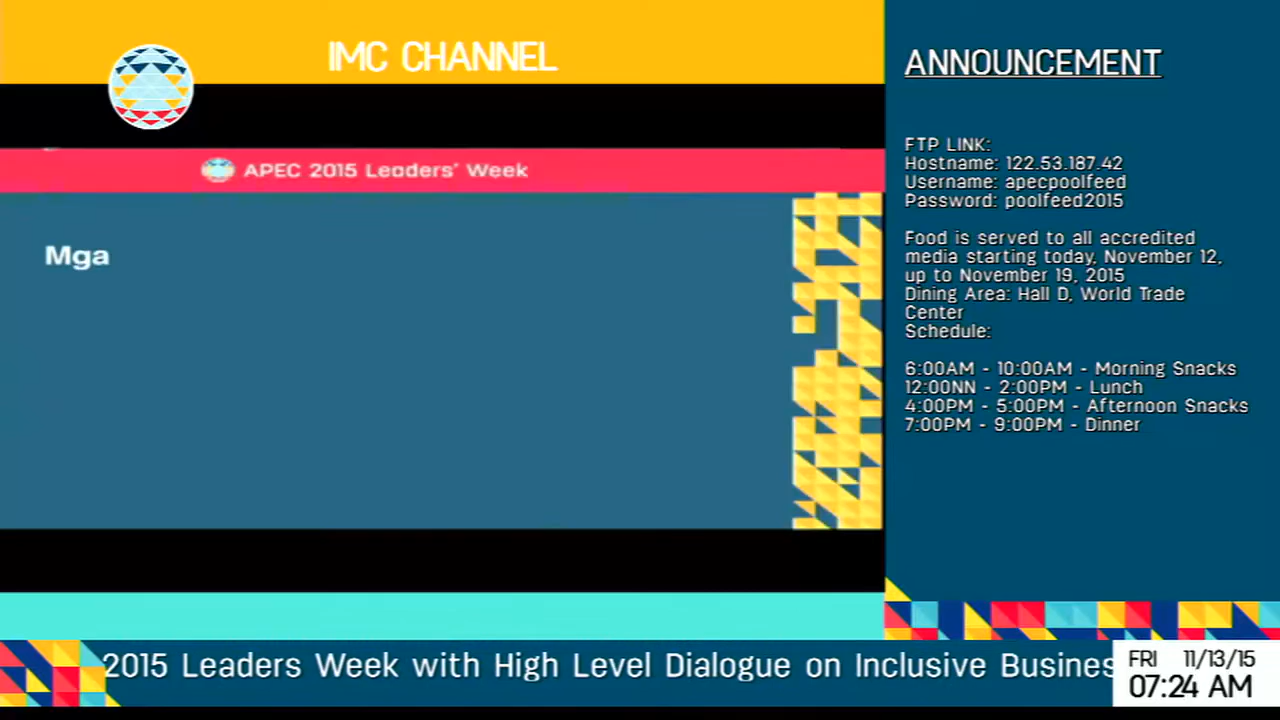 IMC CHANNEL
APEC 2015 Leaders' Week
Mga
ANNOUNCEMENT
FTP LINK:
Hostname: 122.53.187.42
Username: apecpoolfeed
Password: poolfeed2015
Food is served to all accredited
media starting today, November 12,
up to November 19, 2015
Dining Area: Hall D, World Trade
Center
Schedule:
6:00AM - 10:00AM - Morning Snacks
12:00NN - 2:00PM - Lunch
4:00PM - 5:00PM - Afternoon Snacks
7:00PM - 9:00PM - Dinner
2015 Leaders Week with High Level Dialogue on Inclusive Busines
FRI 11/13/15
07:24 AM